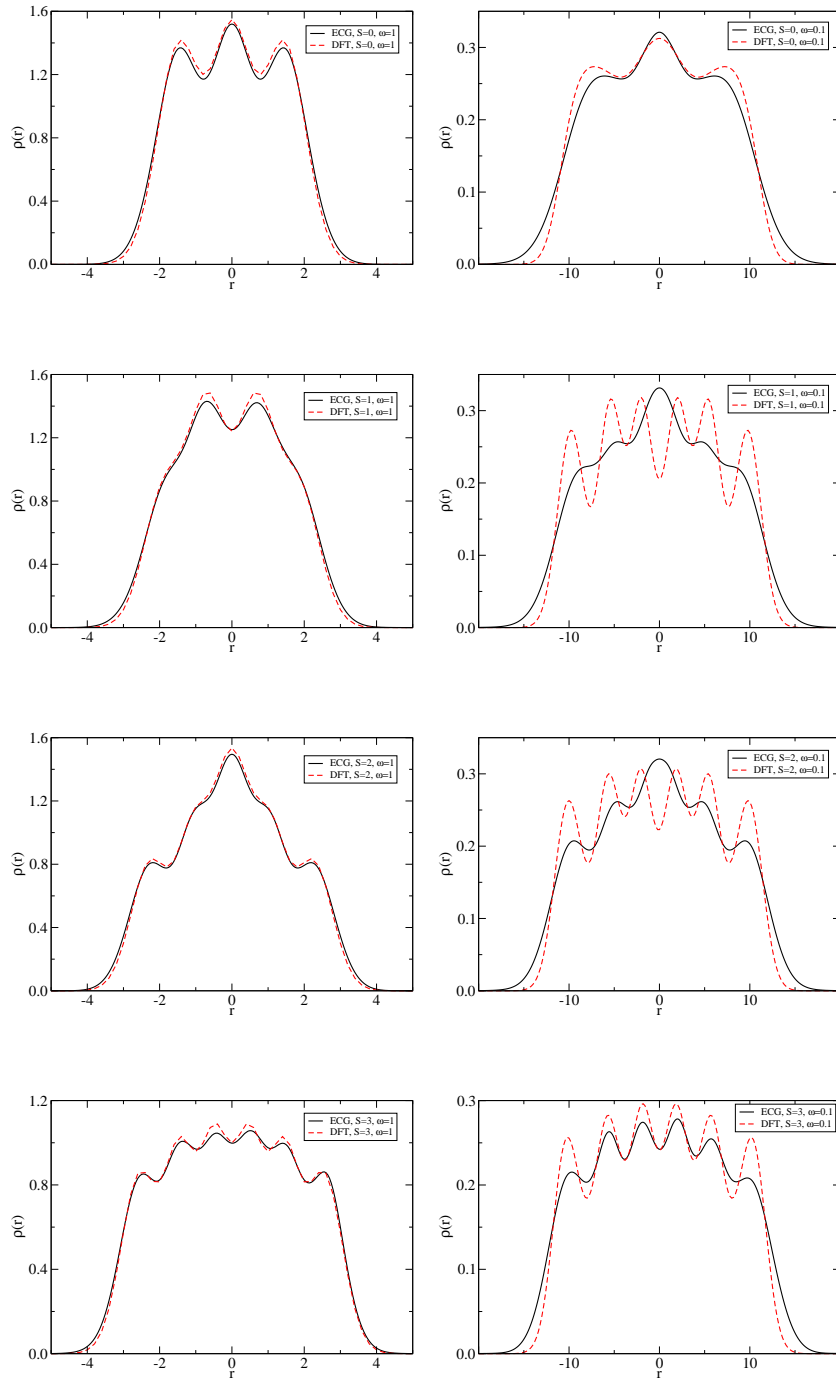 1.6
1.2
0.8
0.4
0.0
ρ(r)
-4 -2 0 2 4
r
ECG, S=0, ω=1
DFT, S=0, ω=1
0.3
0.2
0.1
0.0
ρ(r)
-10 0 10
r
ECG, S=0, ω=0.1
DFT, S=0, ω=0.1
1.6
1.2
0.8
0.4
0.0
ρ(r)
-4 -2 0 2 4
r
ECG, S=1, ω=1
DFT, S=1, ω=1
0.3
0.2
0.1
0.0
ρ(r)
-10 0 10
r
ECG, S=1, ω=0.1
DFT, S=1, ω=0.1
1.6
1.2
0.8
0.4
0.0
ρ(r)
-4 -2 0 2 4
r
ECG, S=2, ω=1
DFT, S=2, ω=1
0.3
0.2
0.1
0.0
ρ(r)
-10 0 10
r
ECG, S=2, ω=0.1
DFT, S=2, ω=0.1
1.2
0.8
0.4
0.0
ρ(r)
-4 -2 0 2 4
r
ECG, S=3, ω=1
DFT, S=3, ω=1
0.3
0.2
0.1
0.0
ρ(r)
-10 0 10
r
ECG, S=3, ω=0.1
DFT, S=3, ω=0.1